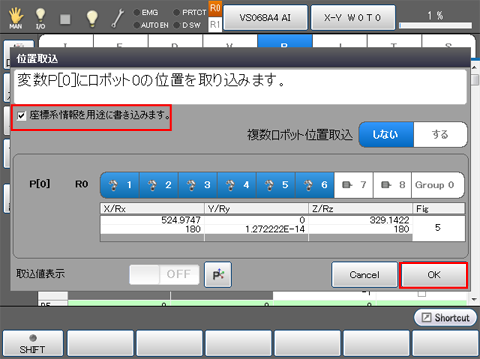 EMG PRTCT R0 VS068A4 AI X-Y W0T0 1 %
MAN AUTO EN D SW R1
位置取込
変数P[0]にロボット0の位置を取り込みます。
座標系情報を用途に書き込みます。
複数ロボット位置取込 しない する
P[0] R0 1 2 3 4 5 6 7 8 Group 0
X/Rx Y/Ry Z/Rz Fig
524.9747 0 329.1422 5
180 1.272222E-14 180
取込値表示 OFF P Cancel OK
Shortcut
SHIFT